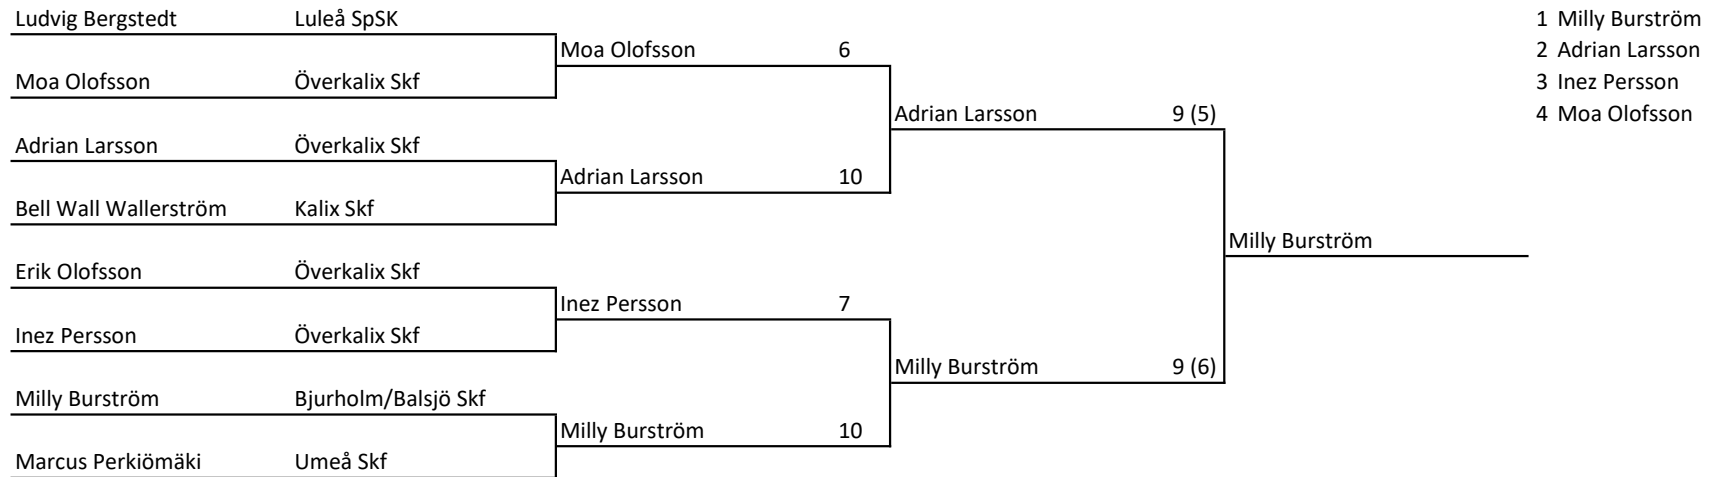 Ludvig Bergstedt Luleå SpSK 1 Milly Burström
Moa Olofsson 6 2 Adrian Larsson
Moa Olofsson Överkalix Skf 3 Inez Persson
Adrian Larsson 9 (5) 4 Moa Olofsson
Adrian Larsson Överkalix Skf
Adrian Larsson 10
Bell Wall Wallerström Kalix Skf
Milly Burström
Erik Olofsson Överkalix Skf
Inez Persson 7
Inez Persson Överkalix Skf
Milly Burström 9 (6)
Milly Burström Bjurholm/Balsjö Skf
Milly Burström 10
Marcus Perkiömäki Umeå Skf